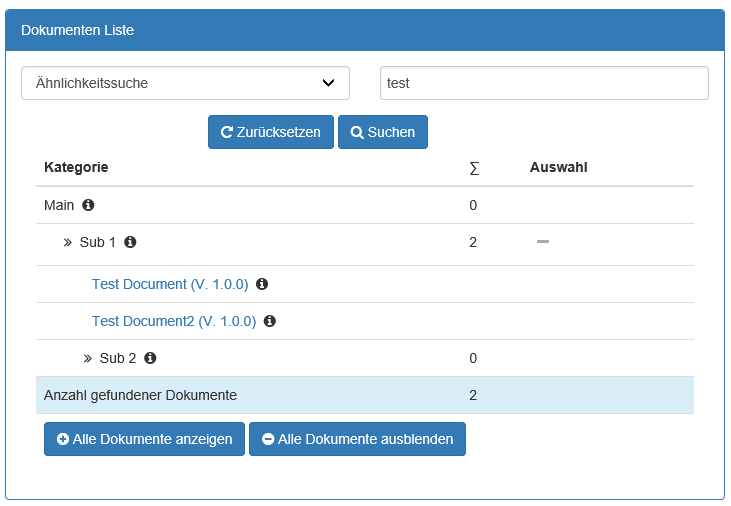 Dokumenten Liste
Ähnlichkeitssuche test
Zurücksetzen Suchen
Kategorie ∑ Auswahl
Main 0
» Sub 1 2
Test Document (V. 1.0.0)
Test Document2 (V. 1.0.0)
» Sub 2 0
Anzahl gefundener Dokumente 2
Alle Dokumente anzeigen Alle Dokumente ausblenden